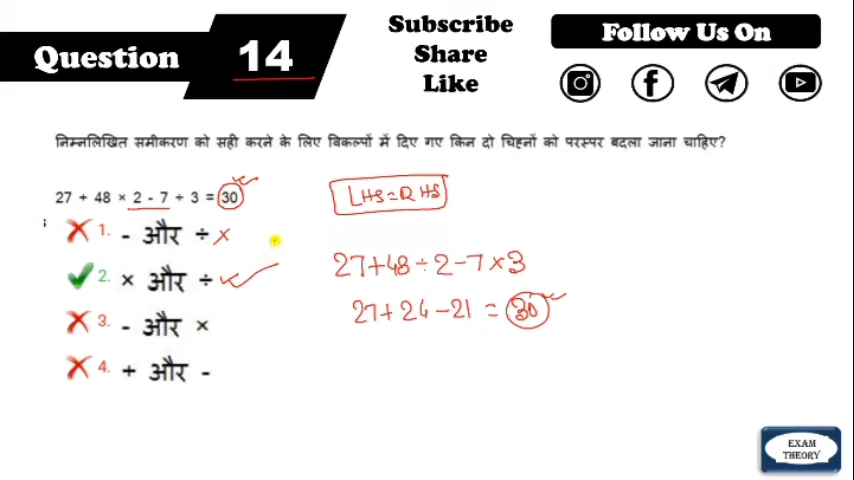 Question 14
Subscribe
Share
Like
Follow Us On
निम्नलिखित समीकरण को सही करने के लिए विकल्पों में दिए गए किन दो चिह्नों को परस्पर बदला जाना चाहिए?
27 + 48 × 2 - 7 ÷ 3 = 30
LHS=RHS
1. - और ÷ ×
2. × और ÷
3. - और ×
4. + और -
27+48÷2-7×3
27+24-21 = 30
EXAM
THEORY